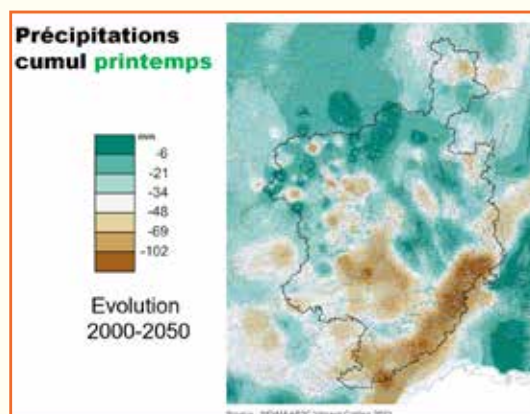 Précipitations
cumul printemps
mm
-6
-21
-34
-48
-69
-102
Evolution
2000-2050